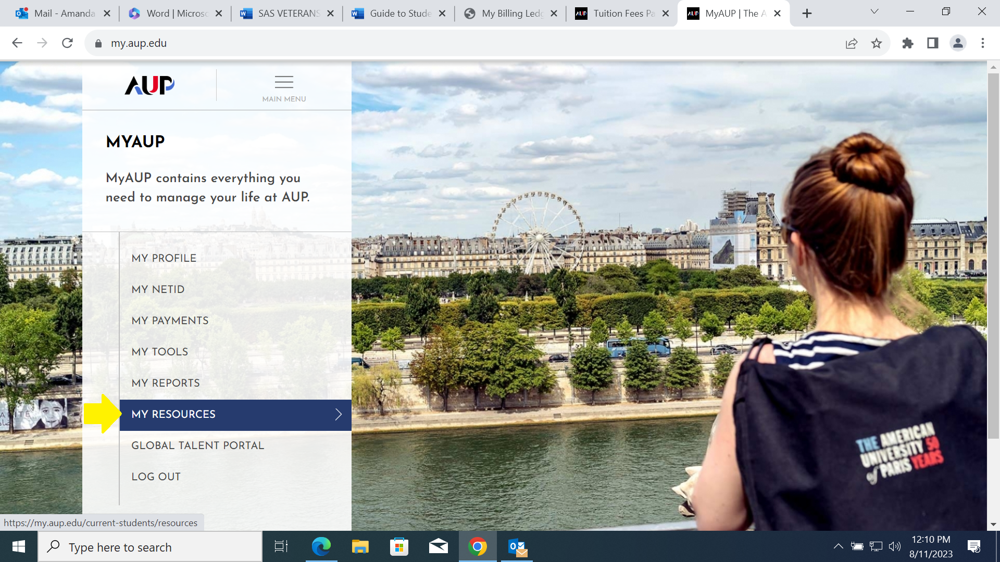 Mail - Amanda
Word | Microsc
SAS VETERANS
Guide to Stude
My Billing Ledg
AUP
Tuition Fees Pa
AUP
MyAUP | The A
my.aup.edu
AUP
MAIN MENU
MYAUP
MyAUP contains everything you
need to manage your life at AUP.
MY PROFILE
MY NETID
MY PAYMENTS
MY TOOLS
MY REPORTS
MY RESOURCES
GLOBAL TALENT PORTAL
LOG OUT
THE AMERICAN
UNIVERSITY 50
of PARIS YEARS
https://my.aup.edu/current-students/resources
Type here to search
12:10 PM
8/11/2023